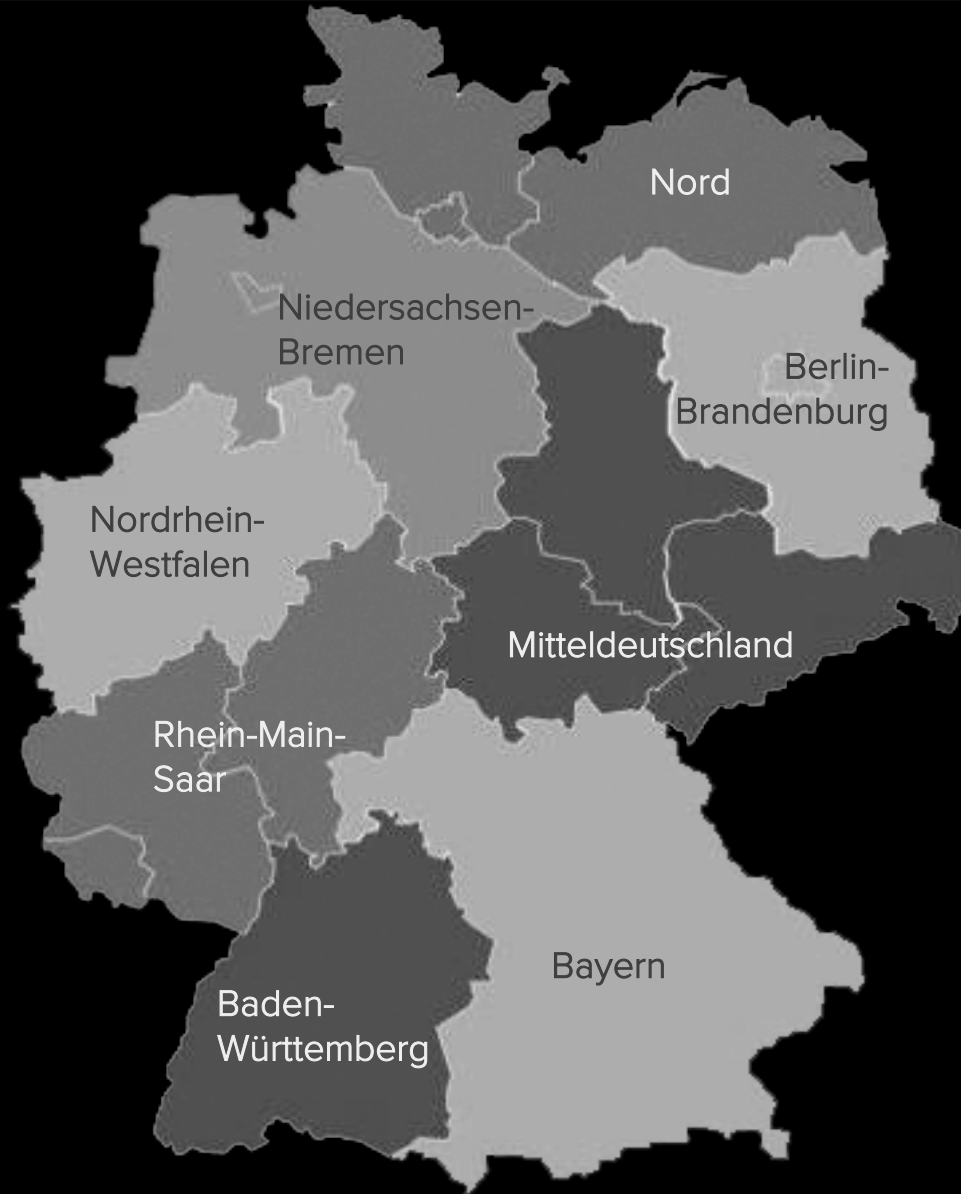 Nord
Niedersachsen-
Bremen
Berlin-
Brandenburg
Nordrhein-
Westfalen
Mitteldeutschland
Rhein-Main-
Saar
Bayern
Baden-
Württemberg